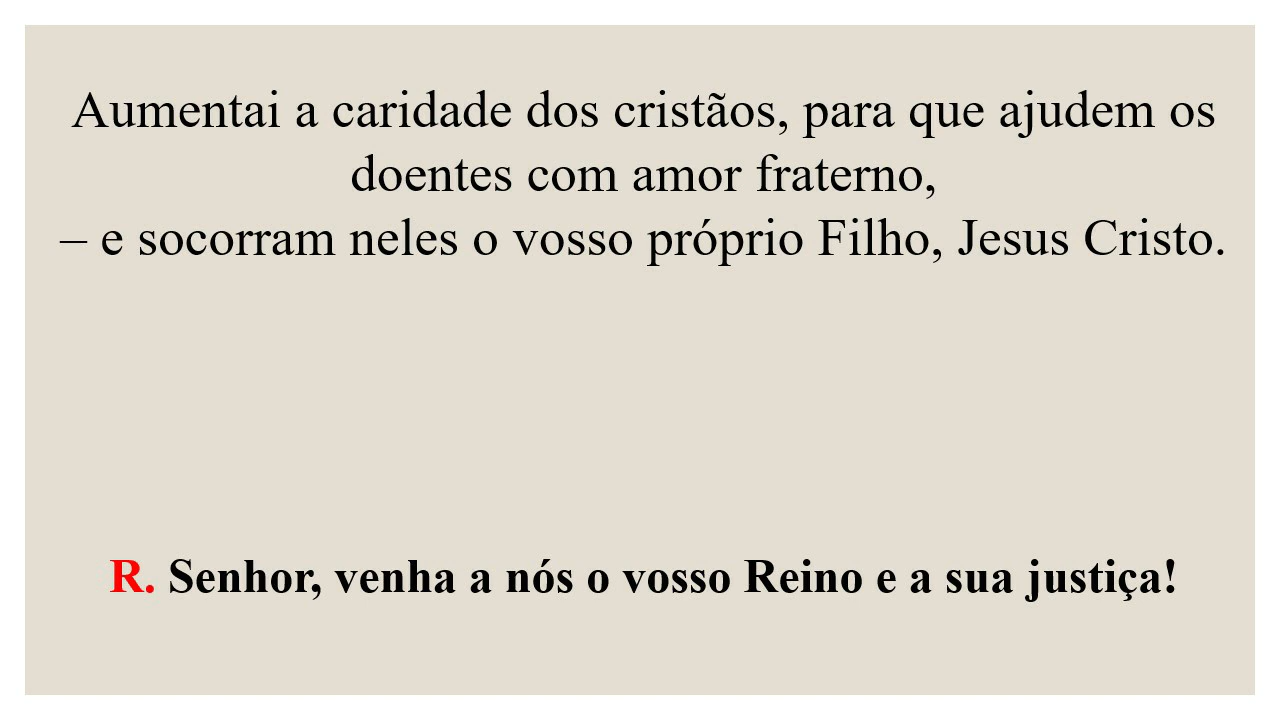 Aumentai a caridade dos cristãos, para que ajudem os
doentes com amor fraterno,
– e socorram neles o vosso próprio Filho, Jesus Cristo.
R. Senhor, venha a nós o vosso Reino e a sua justiça!